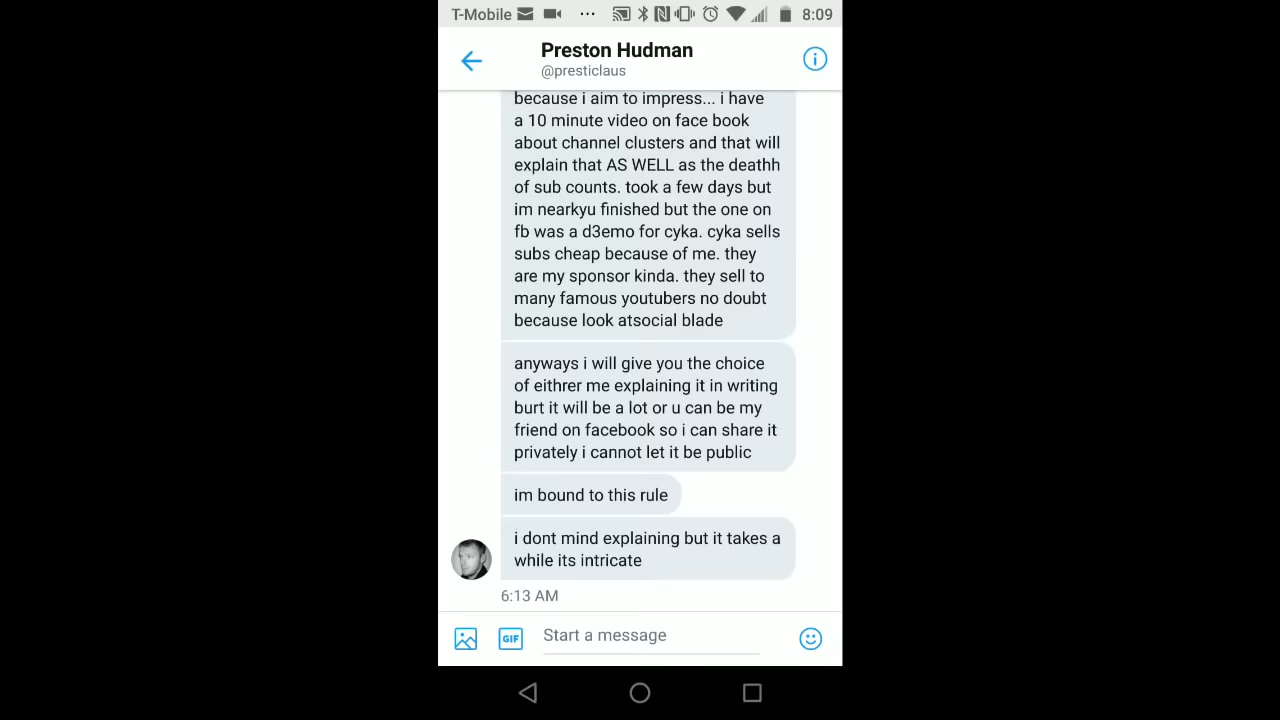 T-Mobile
8:09
Preston Hudman
@presticlaus
because i aim to impress... i have
a 10 minute video on face book
about channel clusters and that will
explain that AS WELL as the deathh
of sub counts. took a few days but
im nearkyu finished but the one on
fb was a d3emo for cyka. cyka sells
subs cheap because of me. they
are my sponsor kinda. they sell to
many famous youtubers no doubt
because look atsocial blade
anyways i will give you the choice
of eithrer me explaining it in writing
burt it will be a lot or u can be my
friend on facebook so i can share it
privately i cannot let it be public
im bound to this rule
i dont mind explaining but it takes a
while its intricate
6:13 AM
GIF
Start a message